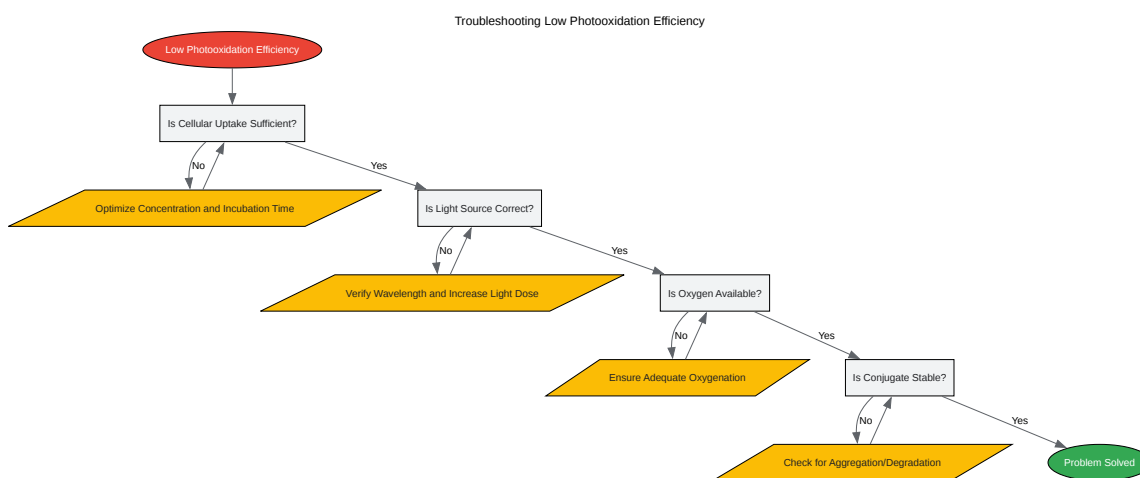 Troubleshooting Low Photooxidation Efficiency
Low Photooxidation Efficiency
Is Cellular Uptake Sufficient?
No
Yes
Optimize Concentration and Incubation Time
Is Light Source Correct?
No
Yes
Verify Wavelength and Increase Light Dose
Is Oxygen Available?
No
Yes
Ensure Adequate Oxygenation
Is Conjugate Stable?
No
Yes
Check for Aggregation/Degradation
Problem Solved